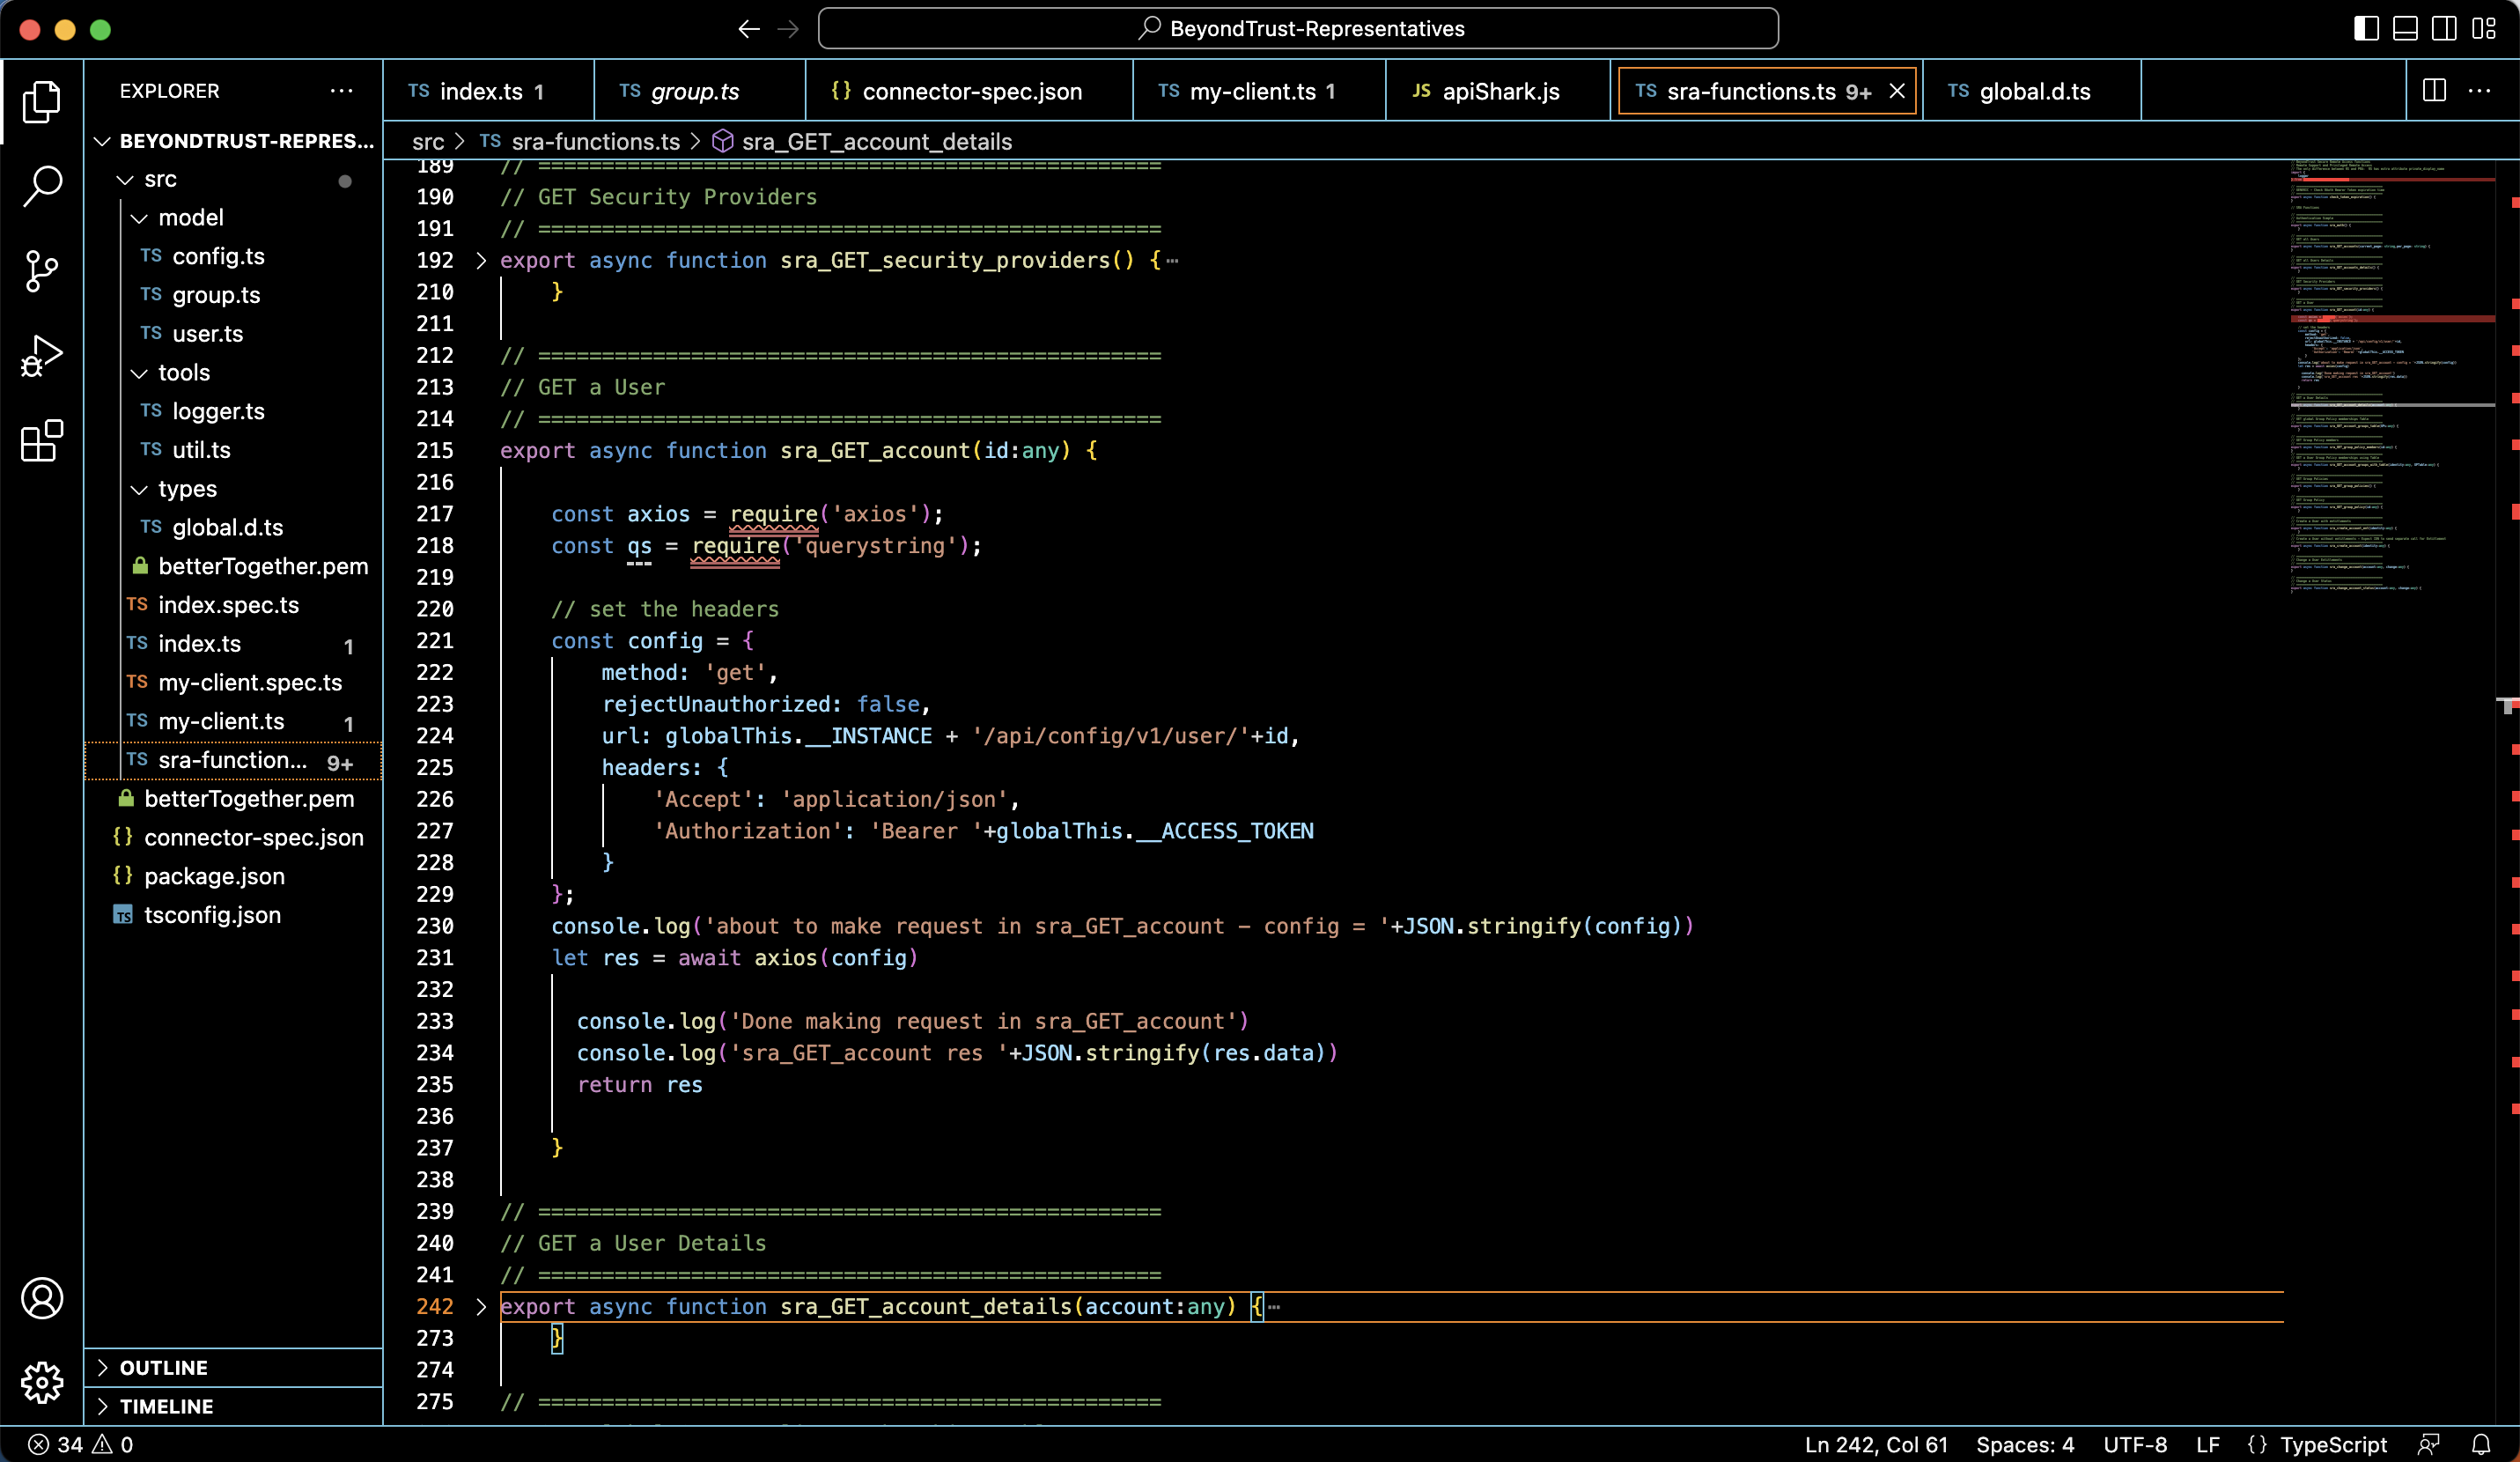 BeyondTrust-Representatives
EXPLORER
BEYONDTRUST-REPRES...
src
model
TS config.ts
TS group.ts
TS user.ts
tools
TS logger.ts
TS util.ts
types
TS global.d.ts
betterTogether.pem
TS index.spec.ts
TS index.ts 1
TS my-client.spec.ts
TS my-client.ts 1
TS sra-function... 9+
betterTogether.pem
{} connector-spec.json
{} package.json
TS tsconfig.json
OUTLINE
TIMELINE
TS index.ts 1
TS group.ts
{} connector-spec.json
TS my-client.ts 1
JS apiShark.js
TS sra-functions.ts 9+
TS global.d.ts
src > TS sra-functions.ts > sra_GET_account_details
189 // =================================================
190 // GET Security Providers
191 // =================================================
192 > export async function sra_GET_security_providers() {…
210 }
211
212 // =================================================
213 // GET a User
214 // =================================================
215 export async function sra_GET_account(id:any) {
216
217 const axios = require('axios');
218 const qs = require('querystring');
219
220 // set the headers
221 const config = {
222 method: 'get',
223 rejectUnauthorized: false,
224 url: globalThis.__INSTANCE + '/api/config/v1/user/'+id,
225 headers: {
226 'Accept': 'application/json',
227 'Authorization': 'Bearer '+globalThis.__ACCESS_TOKEN
228 }
229 };
230 console.log('about to make request in sra_GET_account - config = '+JSON.stringify(config))
231 let res = await axios(config)
232
233 console.log('Done making request in sra_GET_account')
234 console.log('sra_GET_account res '+JSON.stringify(res.data))
235 return res
236
237 }
238
239 // =================================================
240 // GET a User Details
241 // =================================================
242 > export async function sra_GET_account_details(account:any) {…
273 }
274
275 // =================================================
34 0
Ln 242, Col 61
Spaces: 4
UTF-8
LF
{} TypeScript